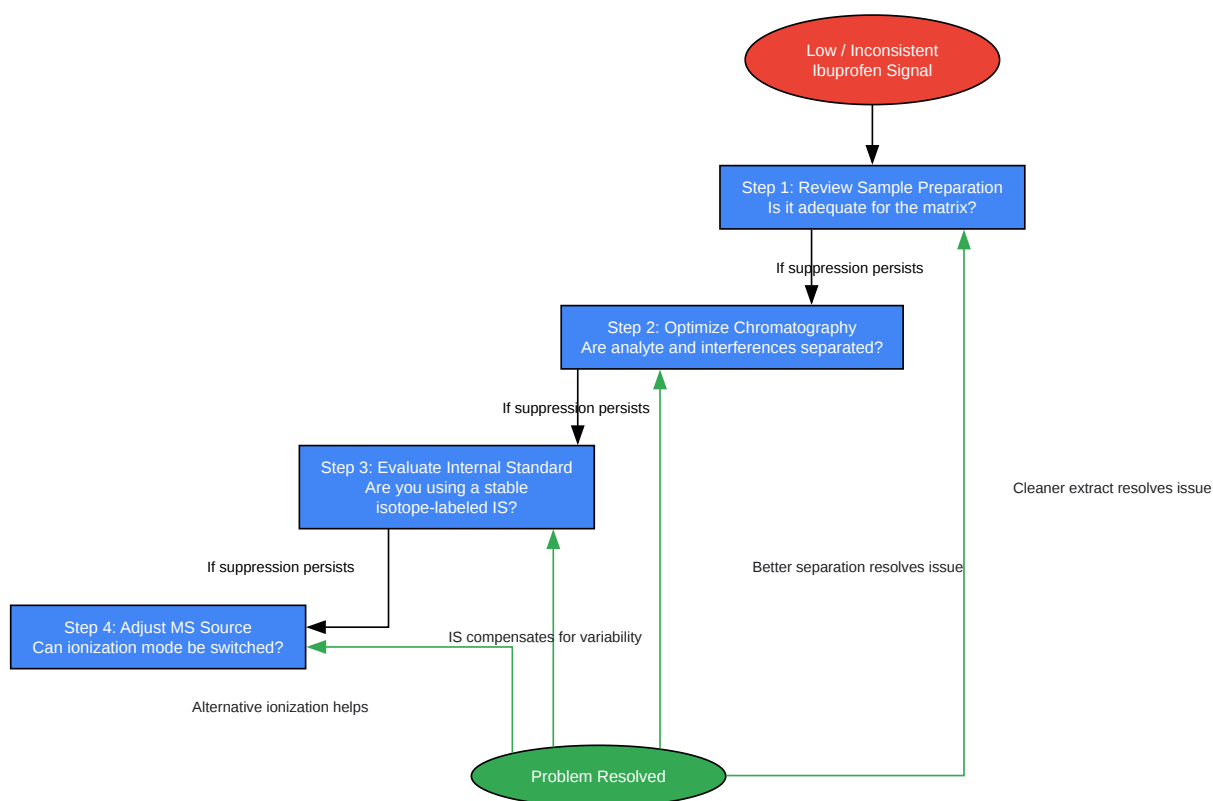 Low / Inconsistent
Ibuprofen Signal
Step 1: Review Sample Preparation
Is it adequate for the matrix?
If suppression persists
Step 2: Optimize Chromatography
Are analyte and interferences separated?
If suppression persists
Step 3: Evaluate Internal Standard
Are you using a stable
isotope-labeled IS?
Cleaner extract resolves issue
If suppression persists
Better separation resolves issue
Step 4: Adjust MS Source
Can ionization mode be switched?
IS compensates for variability
Alternative ionization helps
Problem Resolved